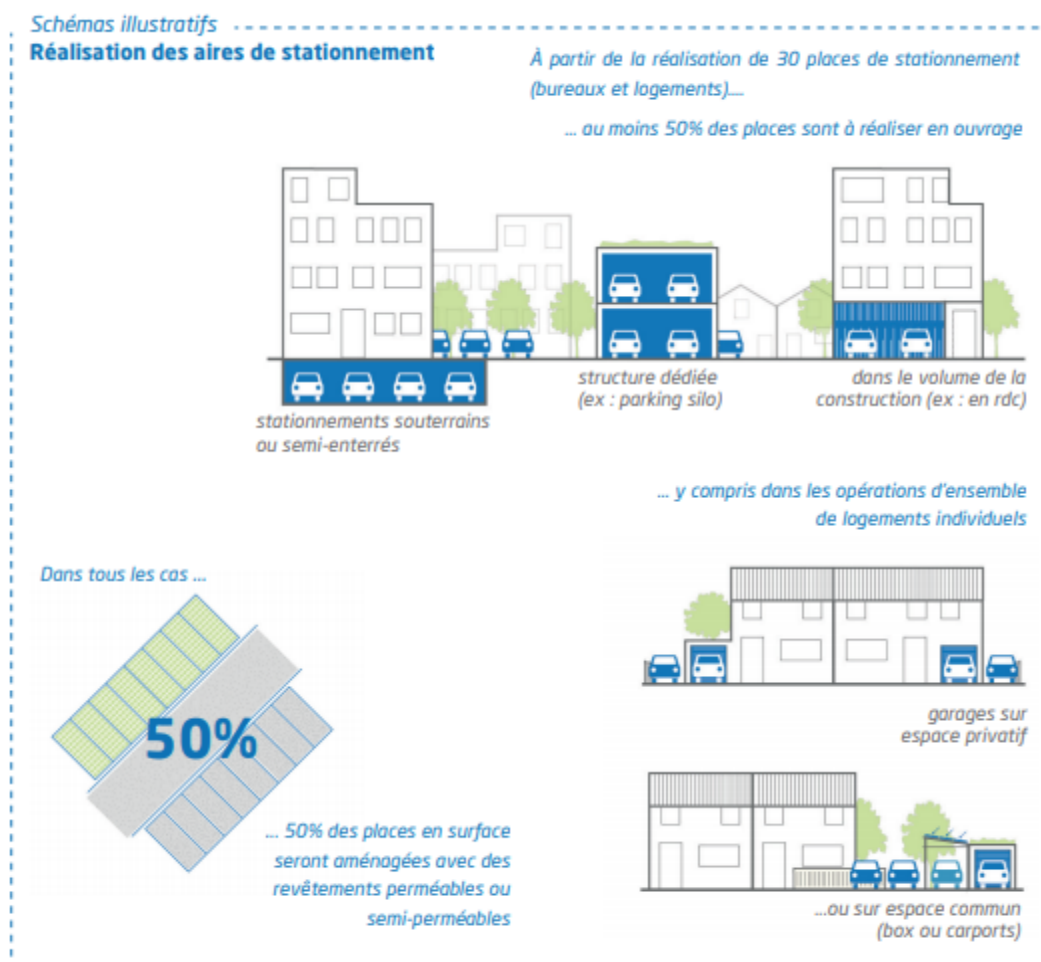 Schémas illustratifs
Réalisation des aires de stationnement
À partir de la réalisation de 30 places de stationnement
(bureaux et logements)....
... au moins 50% des places sont à réaliser en ouvrage
stationnements souterrains
ou semi-enterrés
structure dédiée
(ex : parking silo)
dans le volume de la
construction (ex : en rdc)
... y compris dans les opérations d'ensemble
de logements individuels
Dans tous les cas ...
50%
... 50% des places en surface
seront aménagées avec des
revêtements perméables ou
semi-perméables
garages sur
espace privatif
...ou sur espace commun
(box ou carports)